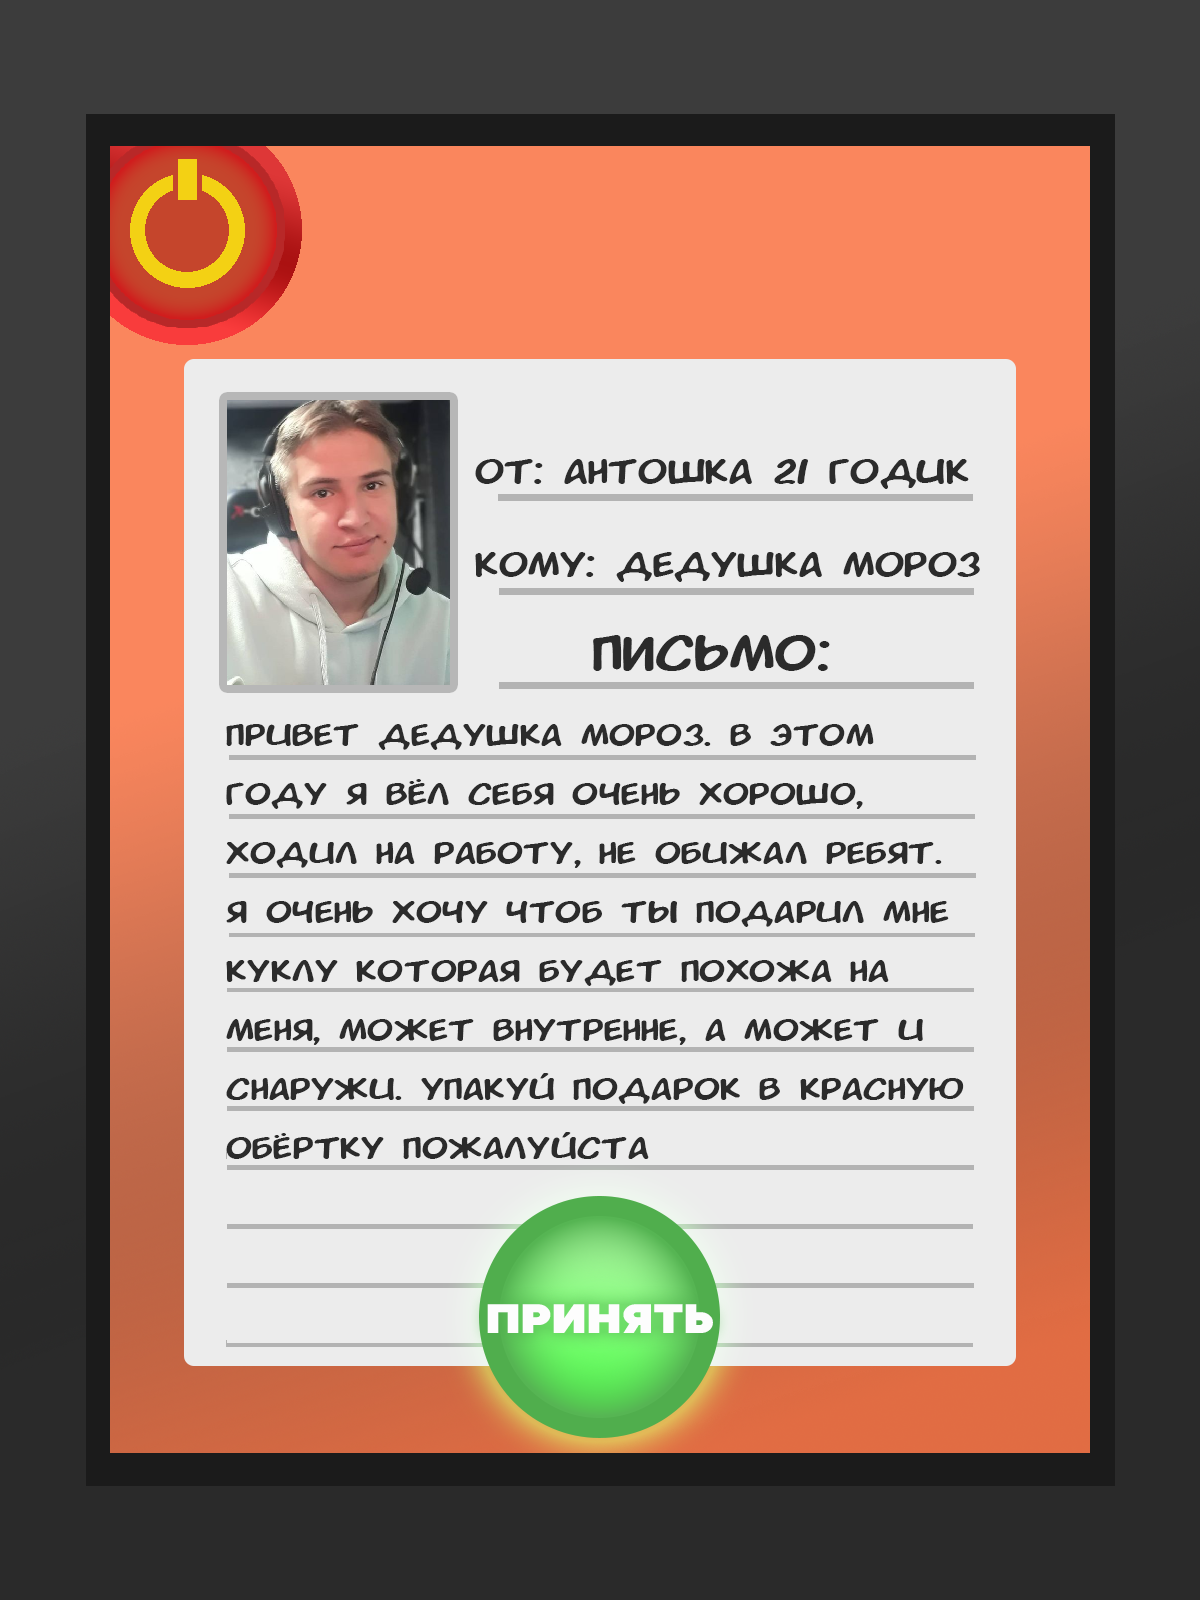 ОТ: АНТОШКА 21 ГОДИК
КОМУ: ДЕДУШКА МОРОЗ
ПИСЬМО:
ПРИВЕТ ДЕДУШКА МОРОЗ. В ЭТОМ
ГОДУ Я ВЁЛ СЕБЯ ОЧЕНЬ ХОРОШО,
ХОДИЛ НА РАБОТУ, НЕ ОБИЖАЛ РЕБЯТ.
Я ОЧЕНЬ ХОЧУ ЧТОБ ТЫ ПОДАРИЛ МНЕ
КУКЛУ КОТОРАЯ БУДЕТ ПОХОЖА НА
МЕНЯ, МОЖЕТ ВНУТРЕННЕ, А МОЖЕТ И
СНАРУЖИ. УПАКУЙ ПОДАРОК В КРАСНУЮ
ОБЁРТКУ ПОЖАЛУЙСТА
ПРИНЯТЬ